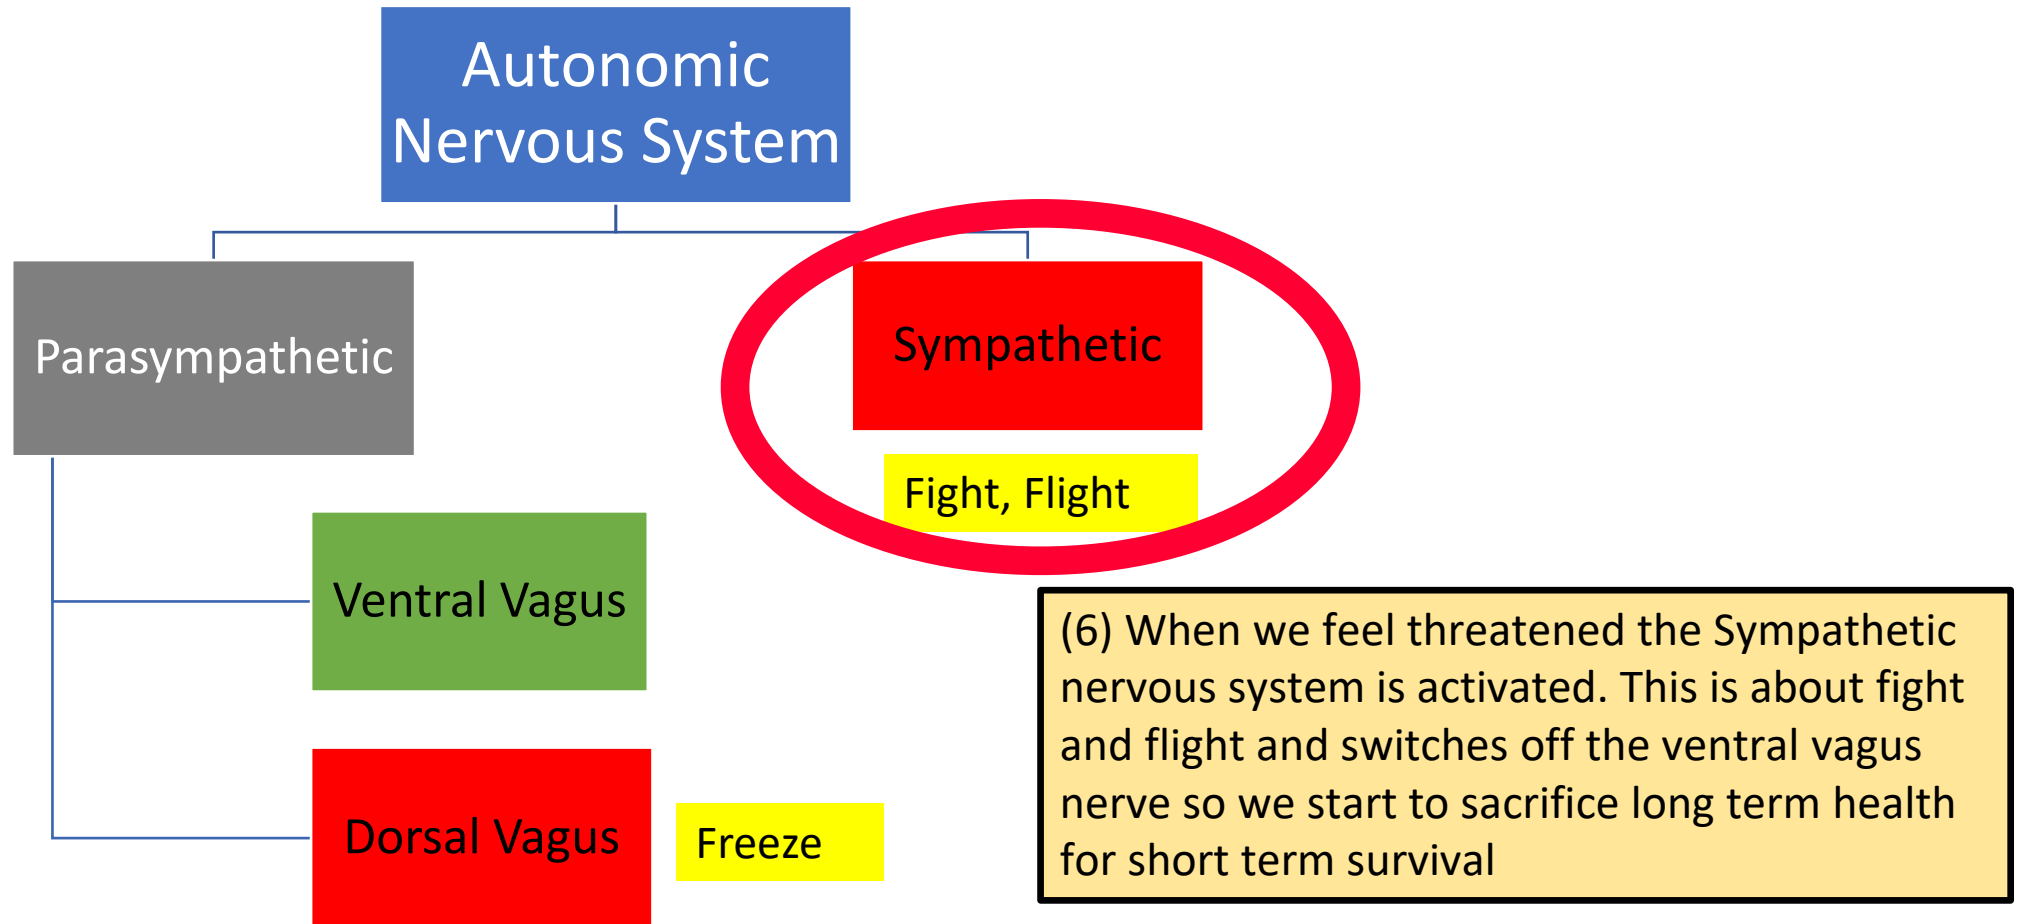 Autonomic
Nervous System
Parasympathetic
Sympathetic
Fight, Flight
Ventral Vagus
Dorsal Vagus
Freeze
(6) When we feel threatened the Sympathetic
nervous system is activated. This is about fight
and flight and switches off the ventral vagus
nerve so we start to sacrifice long term health
for short term survival